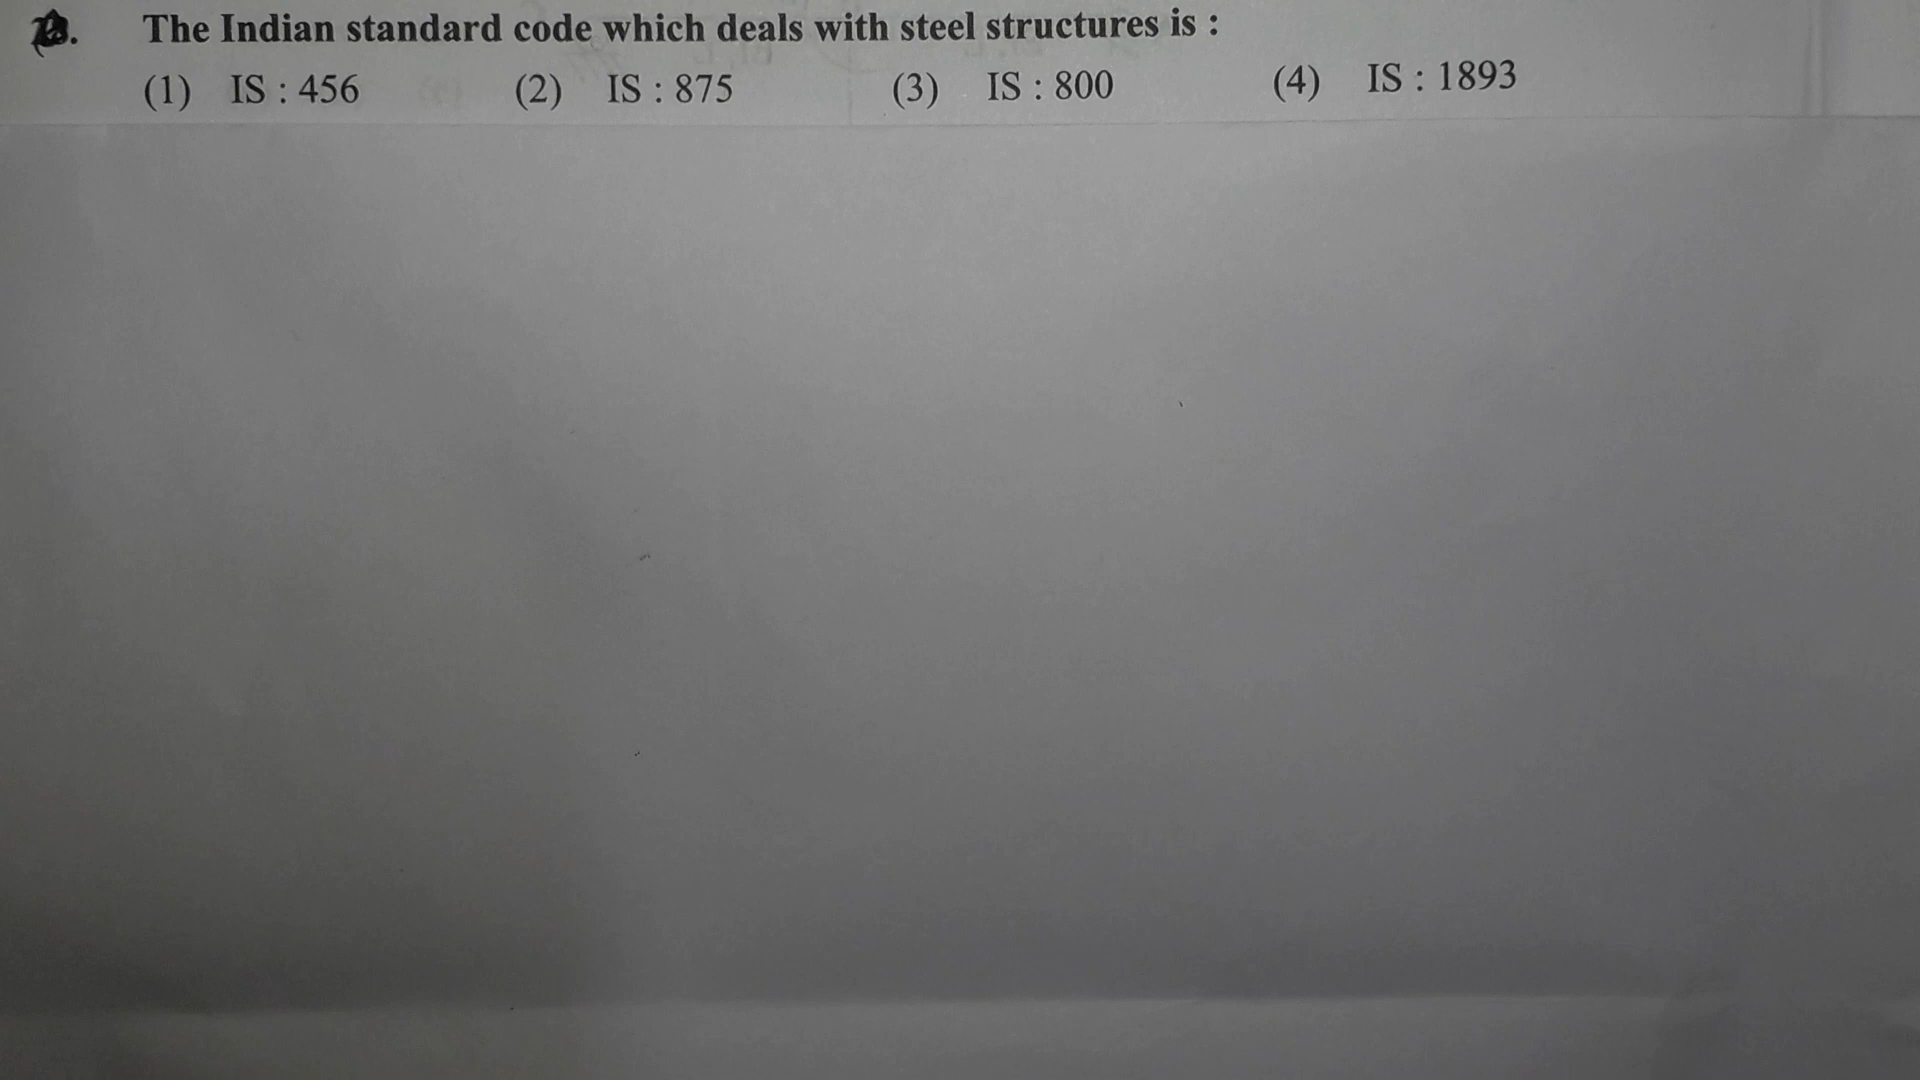 The Indian standard code which deals with steel structures is :
(1) IS : 456 (2) IS : 875 (3) IS : 800 (4) IS : 1893